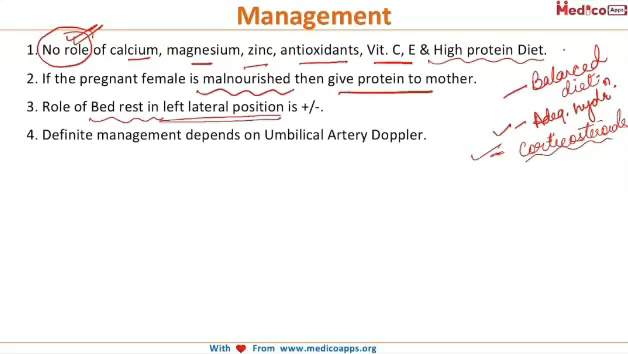 Management
Medico Apps
1. No role of calcium, magnesium, zinc, antioxidants, Vit. C, E & High protein Diet.
2. If the pregnant female is malnourished then give protein to mother.
3. Role of Bed rest in left lateral position is +/-.
4. Definite management depends on Umbilical Artery Doppler.
- Balanced
diet
- Adeq. hydr.
- Corticosteroids
With ❤ From www.medicoapps.org